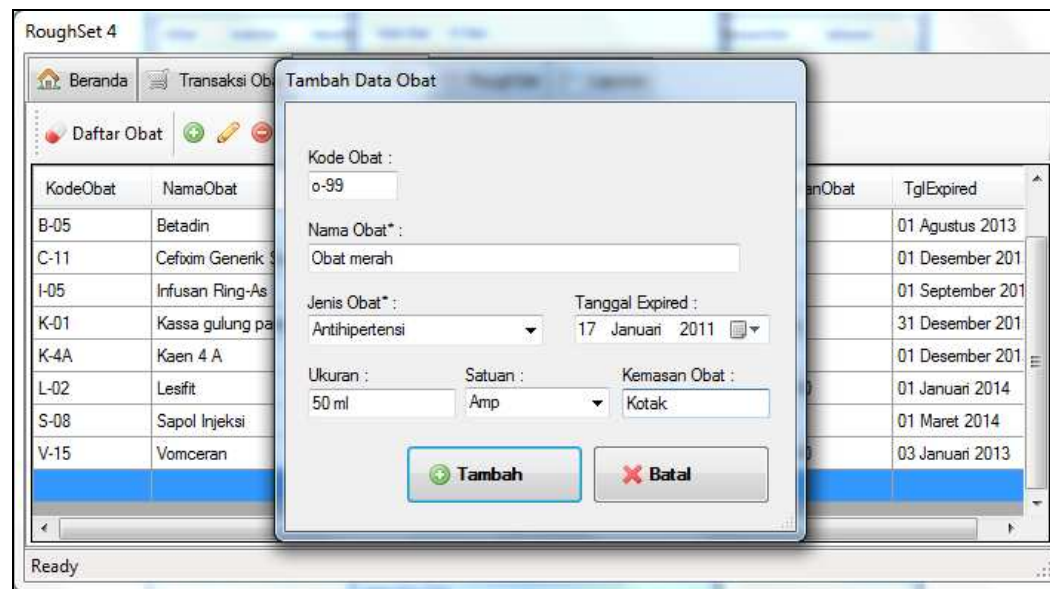 RoughSet 4
Beranda
Transaksi Ob
Tambah Data Obat
Daftar Obat
Kode Obat :
o-99
Nama Obat* :
Obat merah
Jenis Obat* :
Tanggal Expired :
Antihipertensi
17 Januari 2011
Ukuran :
Satuan :
Kemasan Obat :
50 ml
Amp
Kotak
Tambah
Batal
KodeObat NamaObat anObat TglExpired
B-05 Betadin 01 Agustus 2013
C-11 Cefixim Generik S 01 Desember 201
I-05 Infusan Ring-As 01 September 201
K-01 Kassa gulung pa 31 Desember 201
K-4A Kaen 4 A 01 Desember 201
L-02 Lesifit 01 Januari 2014
S-08 Sapol Injeksi 01 Maret 2014
V-15 Vomceran 03 Januari 2013
Ready